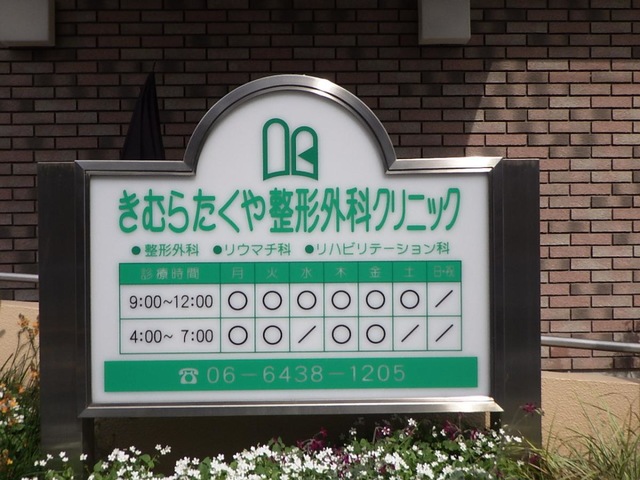 きむらたくや整形外科クリニック
●整形外科 ●リウマチ科 ●リハビリテーション科
診療時間 月 火 水 木 金 土 日・祝
9:00~12:00 ○ ○ ○ ○ ○ ○ /
4:00~ 7:00 ○ ○ / ○ ○ / /
☎06-6438-1205